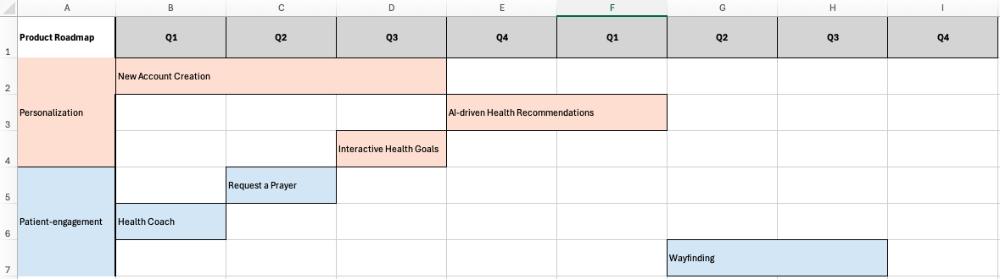 A B C D E F G H I
1 Product Roadmap Q1 Q2 Q3 Q4 Q1 Q2 Q3 Q4
2 New Account Creation
Personalization
3 AI-driven Health Recommendations
4 Interactive Health Goals
5 Request a Prayer
Patient-engagement
6 Health Coach
7 Wayfinding